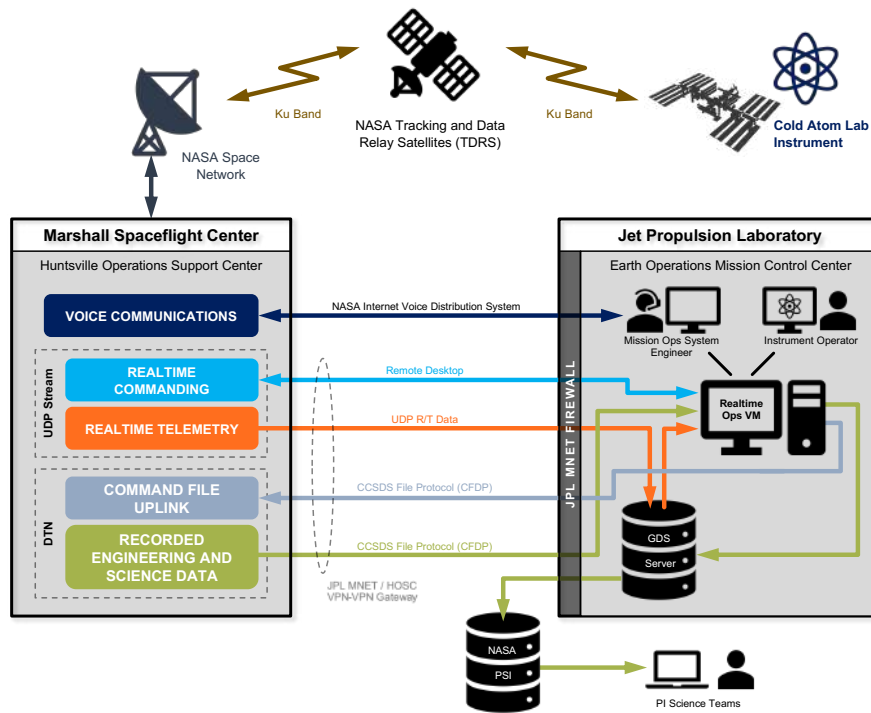 Ku Band
Ku Band
NASA Tracking and Data
Relay Satellites (TDRS)
Cold Atom Lab
Instrument
NASA Space
Network
Marshall Spaceflight Center
Huntsville Operations Support Center
VOICE COMMUNICATIONS
UDP Stream
REALTIME
COMMANDING
REALTIME TELEMETRY
DTN
COMMAND FILE
UPLINK
RECORDED
ENGINEERING AND
SCIENCE DATA
NASA Internet Voice Distribution System
Remote Desktop
UDP R/T Data
CCSDS File Protocol (CFDP)
CCSDS File Protocol (CFDP)
JPL MNET / HOSC
VPN-VPN Gateway
Jet Propulsion Laboratory
Earth Operations Mission Control Center
JPL MNET FIREWALL
Mission Ops System
Engineer
Instrument Operator
Realtime
Ops VM
GDS
Server
NASA
PSI
PI Science Teams